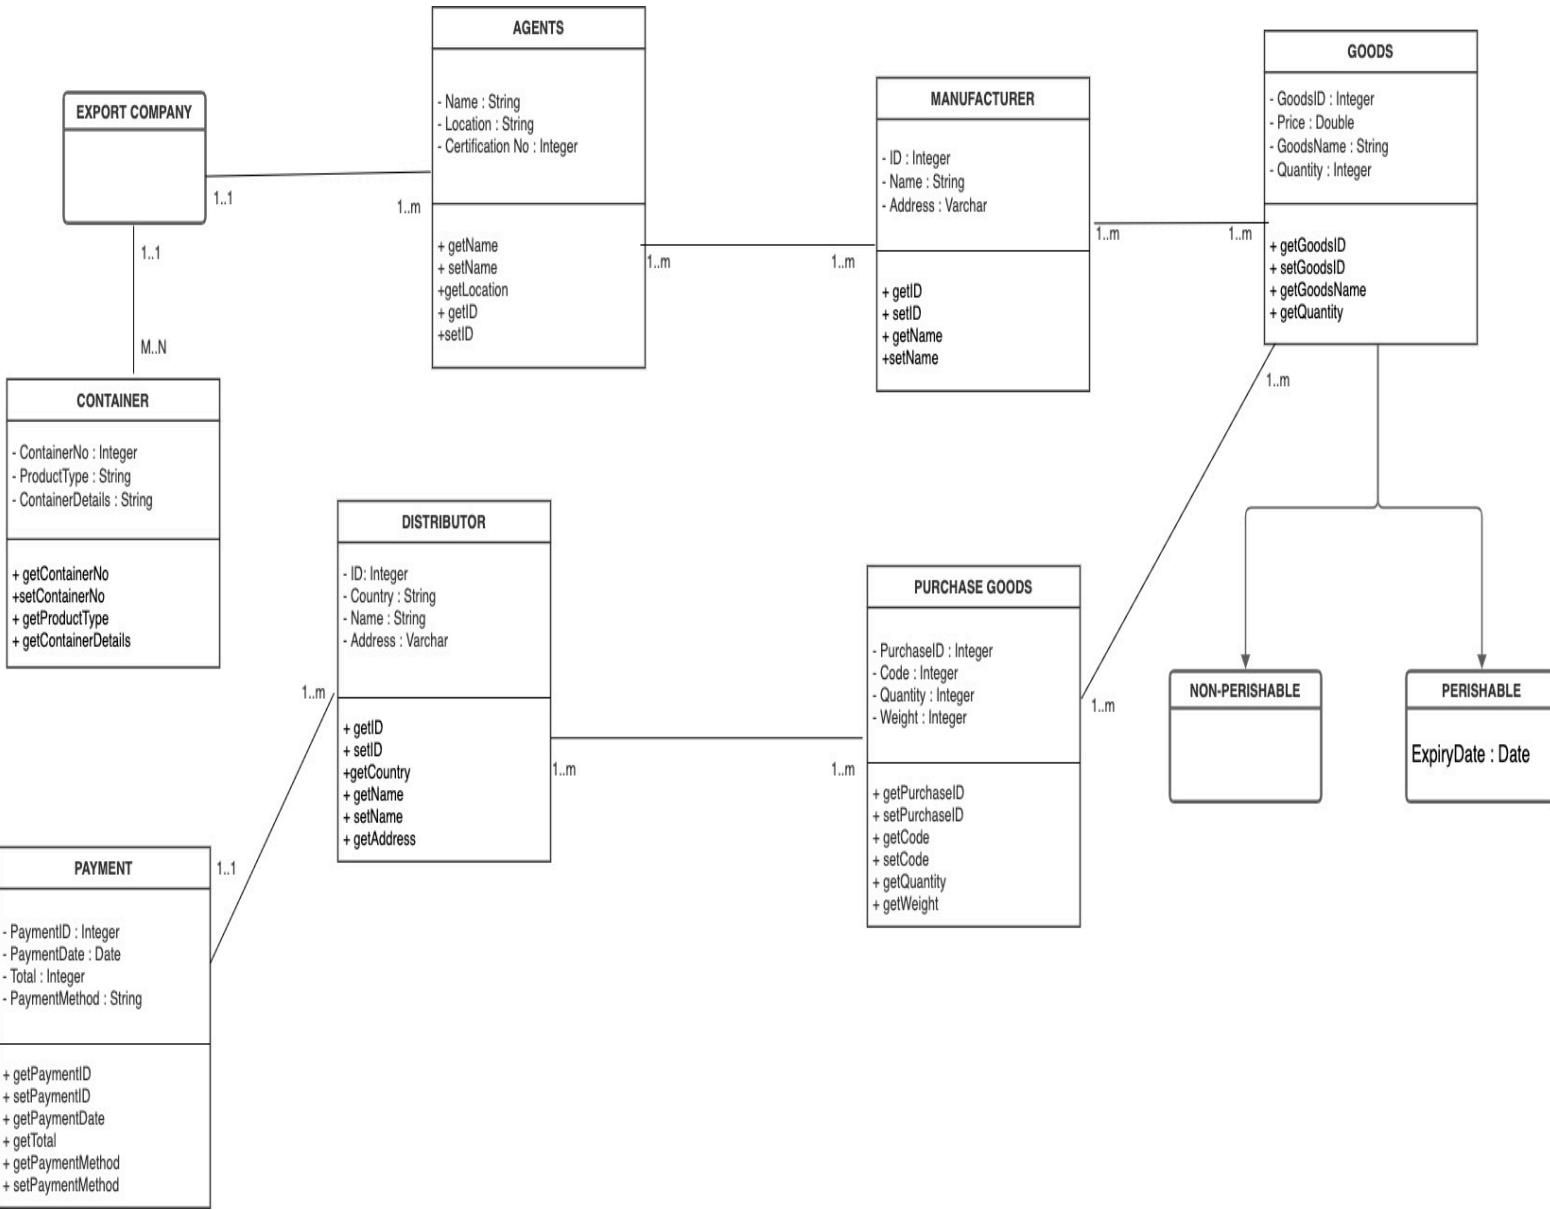 EXPORT COMPANY
1..1
1..1
M..N
AGENTS
- Name : String
- Location : String
- Certification No : Integer
+ getName
+ setName
+getLocation
+ getID
+setID
1..m
1..m
MANUFACTURER
- ID : Integer
- Name : String
- Address : Varchar
+ getID
+ setID
+ getName
+setName
1..m
1..m
GOODS
- GoodsID : Integer
- Price : Double
- GoodsName : String
- Quantity : Integer
+ getGoodsID
+ setGoodsID
+ getGoodsName
+ getQuantity
1..m
1..m
CONTAINER
- ContainerNo : Integer
- ProductType : String
- ContainerDetails : String
+ getContainerNo
+setContainerNo
+ getProductType
+ getContainerDetails
DISTRIBUTOR
- ID: Integer
- Country : String
- Name : String
- Address : Varchar
+ getID
+ setID
+getCountry
+ getName
+ setName
+ getAddress
1..m
1..m
1..m
PURCHASE GOODS
- PurchaseID : Integer
- Code : Integer
- Quantity : Integer
- Weight : Integer
+ getPurchaseID
+ setPurchaseID
+ getCode
+ setCode
+ getQuantity
+ getWeight
1..m
NON-PERISHABLE
PERISHABLE
ExpiryDate : Date
PAYMENT
1..1
- PaymentID : Integer
- PaymentDate : Date
- Total : Integer
- PaymentMethod : String
+ getPaymentID
+ setPaymentID
+ getPaymentDate
+ getTotal
+ getPaymentMethod
+ setPaymentMethod